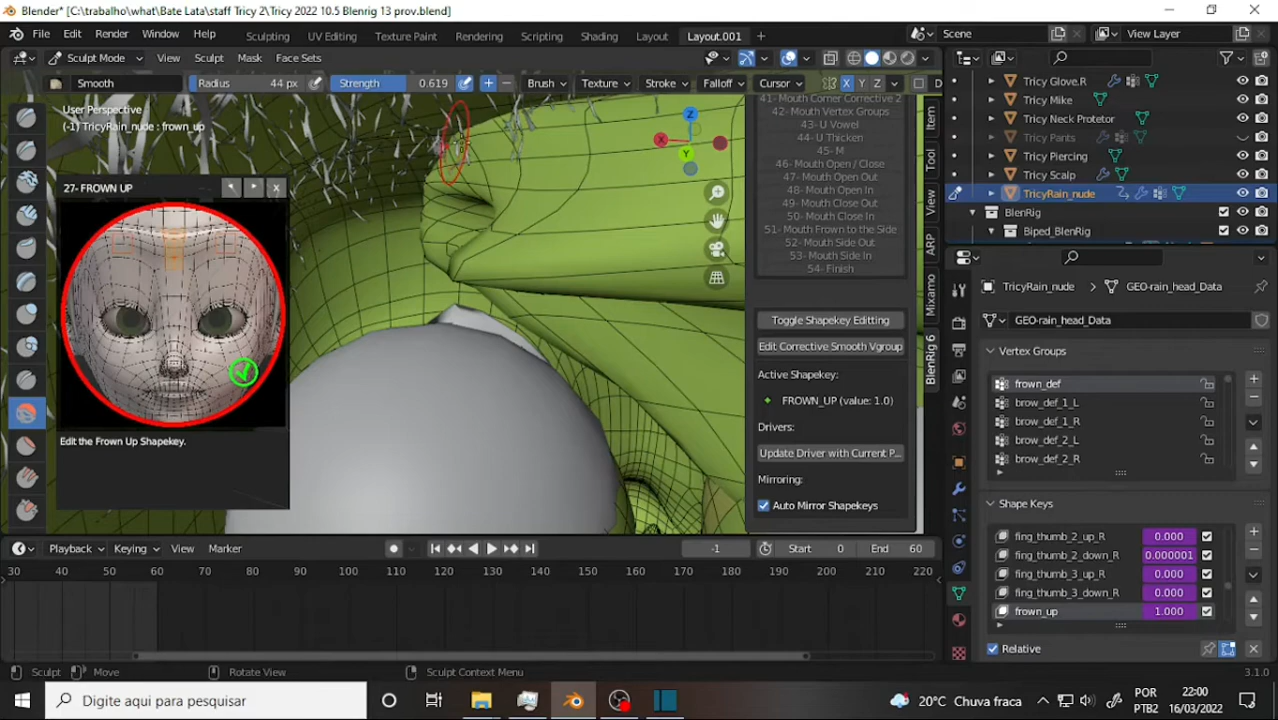 Blender* [C:\trabalho\what\Bate Lata\staff Tricy 2\Tricy 2022 10.5 Blenrig 13 prov.blend]
File Edit Render Window Help Sculpting UV Editing Texture Paint Rendering Scripting Shading Layout Layout.001 Scene View Layer
Sculpt Mode View Sculpt Mask Face Sets
Smooth Radius 44 px Strength 0.619 Brush Texture Stroke Falloff Cursor X Y Z
User Perspective
(-1) TricyRain_nude : frown_up
27- FROWN UP
Edit the Frown Up Shapekey.
Z
X
Y
41- Mouth Corner Corrective 2
42- Mouth Vertex Groups
43- U Vowel
44- U Thicken
45- M
46- Mouth Open / Close
47- Mouth Open Out
48- Mouth Open In
49- Mouth Close Out
50- Mouth Close In
51- Mouth Frown to the Side
52- Mouth Side Out
53- Mouth Side In
54- Finish
Toggle Shapekey Editting
Edit Corrective Smooth Vgroup
Active Shapekey:
FROWN_UP (value: 1.0)
Drivers:
Update Driver with Current P...
Mirroring:
Auto Mirror Shapekeys
Item
Tool
View
ARP
Mixamo
BlenRig 6
Tricy Glove.R
Tricy Mike
Tricy Neck Protetor
Tricy Pants
Tricy Piercing
Tricy Scalp
TricyRain_nude
BlenRig
Biped_BlenRig
TricyRain_nude GEO-rain_head_Data
GEO-rain_head_Data
Vertex Groups
frown_def
brow_def_1_L
brow_def_1_R
brow_def_2_L
brow_def_2_R
Shape Keys
fing_thumb_2_up_R 0.000
fing_thumb_2_down_R 0.000001
fing_thumb_3_up_R 0.000
fing_thumb_3_down_R 0.000
frown_up 1.000
Relative
Playback Keying View Marker -1 Start 0 End 60
30 40 50 60 70 80 90 100 110 120 130 140 150 160 170 180 190 200 210 220
Sculpt Move Rotate View Sculpt Context Menu 3.1.0
Digite aqui para pesquisar
20°C Chuva fraca
POR
PTB2
22:00
16/03/2022